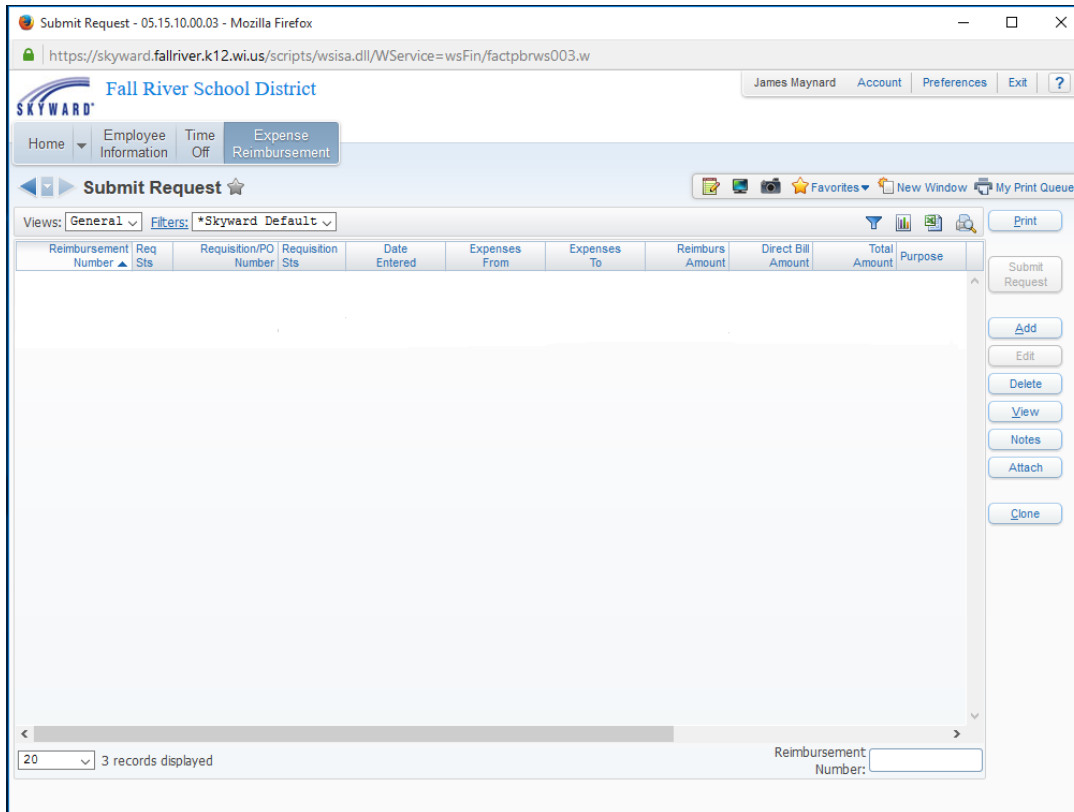 Submit Request - 05.15.10.00.03 - Mozilla Firefox
https://skyward.fallriver.k12.wi.us/scripts/wsisa.dll/WService=wsFin/factpbrws003.w
SKYWARD
Fall River School District
James Maynard Account Preferences Exit ?
Home Employee Information Time Off Expense Reimbursement
Submit Request
Favorites New Window My Print Queue
Views: General Filters: *Skyward Default
Print
Reimbursement Number Req Sts Requisition/PO Number Requisition Sts Date Entered Expenses From Expenses To Reimburs Amount Direct Bill Amount Total Amount Purpose
Submit Request
Add
Edit
Delete
View
Notes
Attach
Clone
20 3 records displayed
Reimbursement Number: